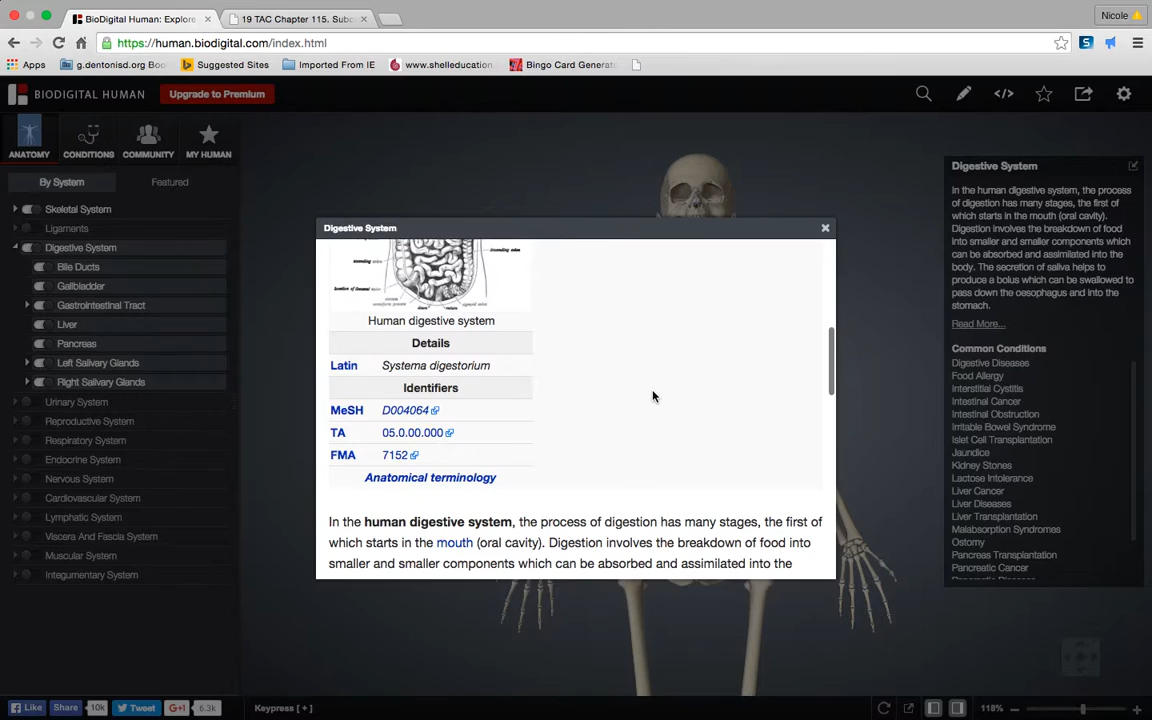 BioDigital Human: Explore
19 TAC Chapter 115. Subc
Nicole
https://human.biodigital.com/index.html
Apps
g.dentonisd.org Boo
Suggested Sites
Imported From IE
www.shelleducation.
Bingo Card Generato
BIODIGITAL HUMAN
Upgrade to Premium
ANATOMY
CONDITIONS
COMMUNITY
MY HUMAN
By System
Featured
Skeletal System
Ligaments
Digestive System
Bile Ducts
Gallbladder
Gastrointestinal Tract
Liver
Pancreas
Left Salivary Glands
Right Salivary Glands
Urinary System
Reproductive System
Respiratory System
Endocrine System
Nervous System
Cardiovascular System
Lymphatic System
Viscera And Fascia System
Muscular System
Integumentary System
Digestive System
ascending colon
descending colon
rectum
Human digestive system
Details
Latin Systema digestorium
Identifiers
MeSH D004064
TA 05.0.00.000
FMA 7152
Anatomical terminology
In the human digestive system, the process of digestion has many stages, the first of
which starts in the mouth (oral cavity). Digestion involves the breakdown of food into
smaller and smaller components which can be absorbed and assimilated into the
Digestive System
In the human digestive system, the process
of digestion has many stages, the first of
which starts in the mouth (oral cavity).
Digestion involves the breakdown of food
into smaller and smaller components which
can be absorbed and assimilated into the
body. The secretion of saliva helps to
produce a bolus which can be swallowed to
pass down the oesophagus and into the
stomach.
Read More...
Common Conditions
Digestive Diseases
Food Allergy
Interstitial Cystitis
Intestinal Cancer
Intestinal Obstruction
Irritable Bowel Syndrome
Islet Cell Transplantation
Jaundice
Kidney Stones
Lactose Intolerance
Liver Cancer
Liver Diseases
Liver Transplantation
Malabsorption Syndromes
Ostomy
Pancreas Transplantation
Pancreatic Cancer
Pancreatic Diseases
Like
Share
10k
Tweet
G+1
6.3k
Keypress [ + ]
118%